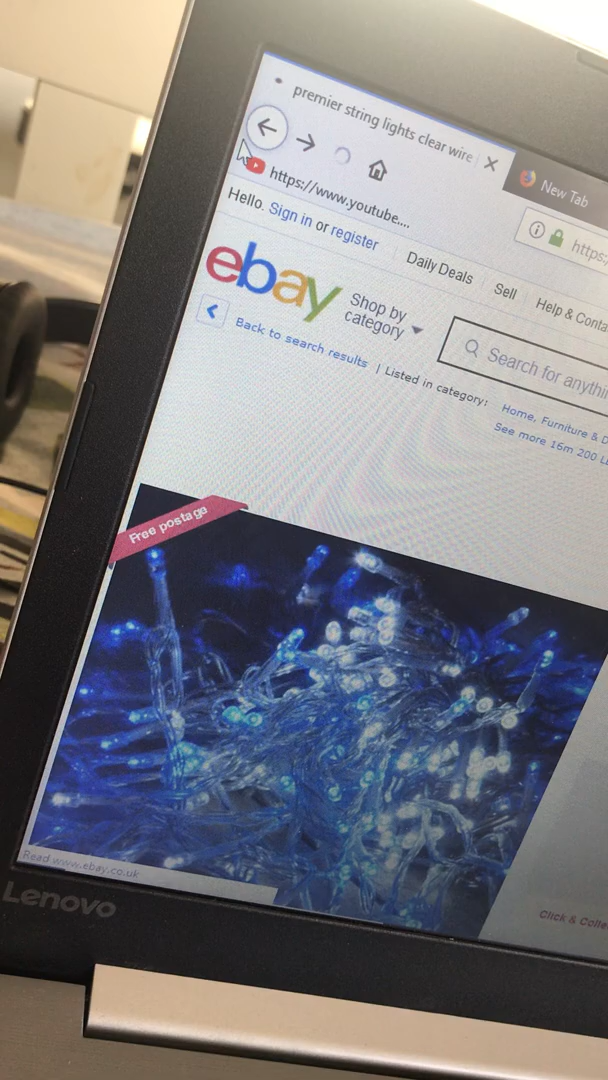 premier string lights clear wire
New Tab
https:
https://www.youtube....
Hello. Sign in or register
Daily Deals
Sell
Help & Conta
ebay
Shop by
category
Search for anythi
Back to search results | Listed in category:
Home, Furniture & D
See more 16m 200 L
Free postage
Read www.ebay.co.uk
Click & Colle
Lenovo